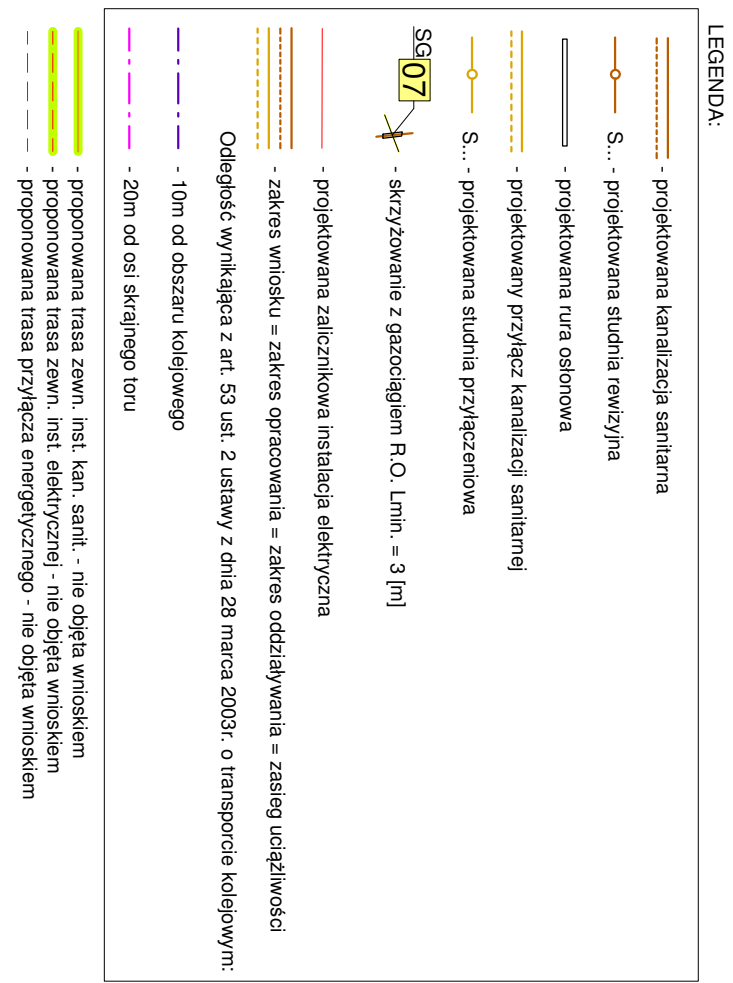 LEGENDA:
- projektowana kanalizacja sanitarna
S... - projektowana studnia rewizyjna
- projektowana rura osłonowa
- projektowany przyłącz kanalizacji sanitarnej
S... - projektowana studnia przyłączeniowa
SG 07 - skrzyżowanie z gazociągiem R.O. Lmin. = 3 [m]
- projektowana zalicznikowa instalacja elektryczna
- zakres wniosku = zakres opracowania = zakres oddziaływania = zasieg uciążliwości
Odległość wynikająca z art. 53 ust. 2 ustawy z dnia 28 marca 2003r. o transporcie kolejowym:
- 10m od obszaru kolejowego
- 20m od osi skrajnego toru
- proponowana trasa zewn. inst. kan. sanit. - nie objęta wnioskiem
- proponowana trasa zewn. inst. elektrycznej - nie objęta wnioskiem
- proponowana trasa przyłącza energetycznego - nie objęta wnioskiem